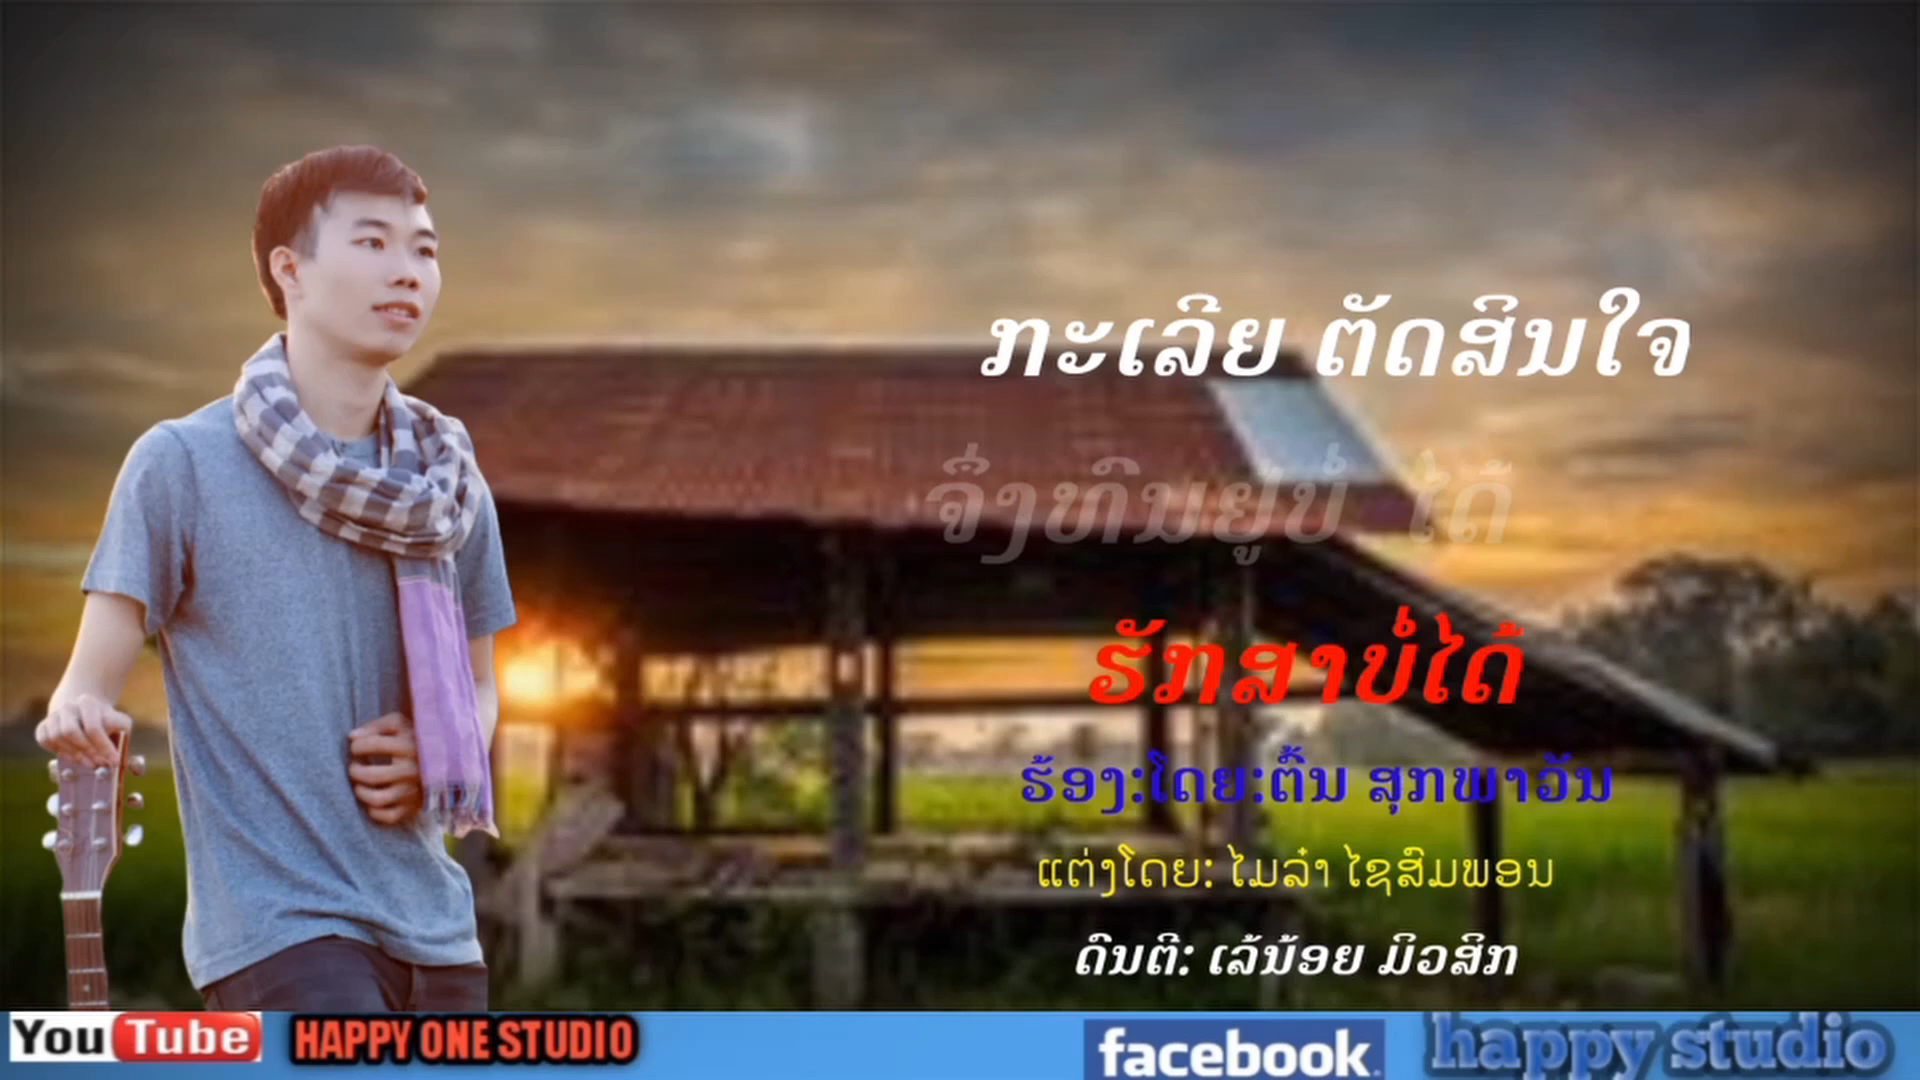 ກະເລີຍ ຕັດສິນໃຈ
ຈຶ່ງທົນຢູ່ບໍ່ ໄດ້
ຮັກສາບໍ່ໄດ້
ຮ້ອງ:ໂດຍ:ຕົ້ນ ສຸກພາວັນ
ແຕ່ງໂດຍ: ໄມລ໋າ ໄຊສົມພອນ
ດົນຕີ: ເລ້ນ້ອຍ ມິວສິກ
YouTube HAPPY ONE STUDIO facebook happy studio